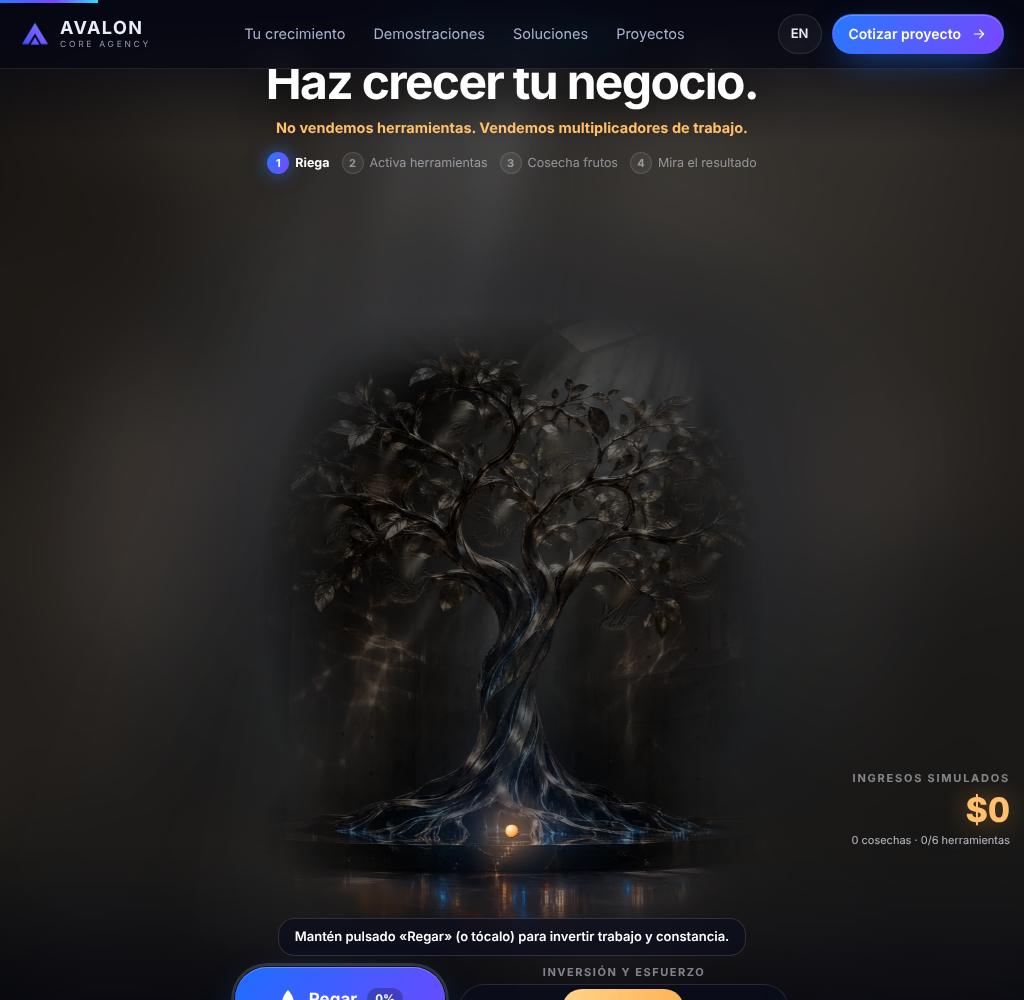 AVALON
CORE AGENCY
Tu crecimiento
Demostraciones
Soluciones
Proyectos
EN
Cotizar proyecto →
Haz crecer tu negocio.
No vendemos herramientas. Vendemos multiplicadores de trabajo.
1 Riega 2 Activa herramientas 3 Cosecha frutos 4 Mira el resultado
INGRESOS SIMULADOS
$0
0 cosechas · 0/6 herramientas
Mantén pulsado «Regar» (o tócalo) para invertir trabajo y constancia.
INVERSIÓN Y ESFUERZO
Regar 0%